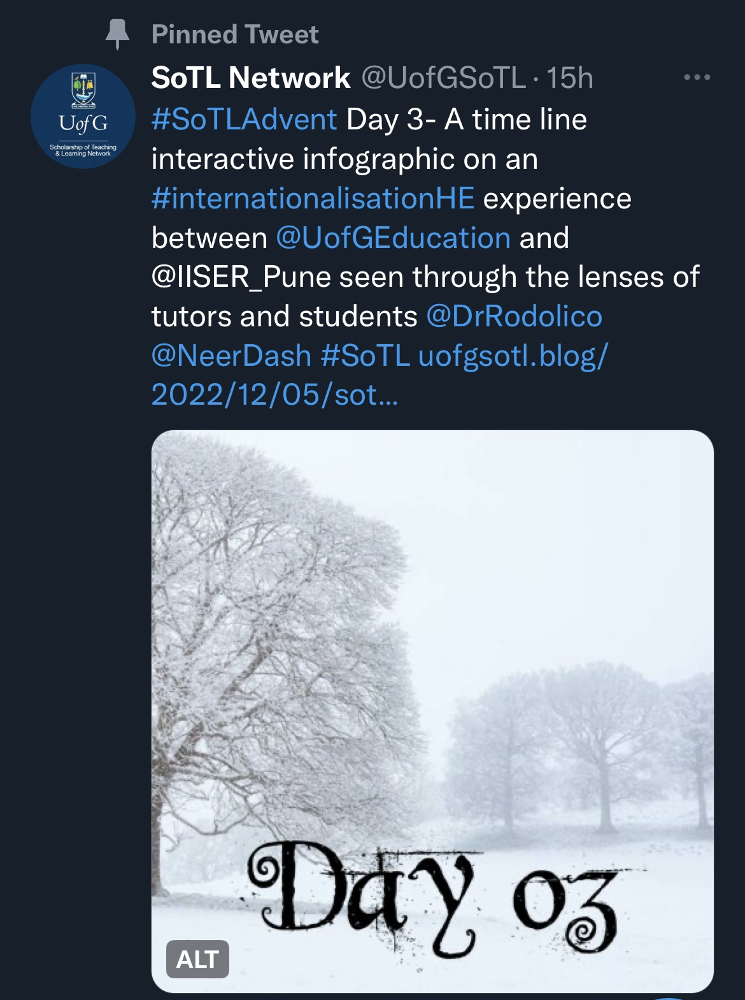 Pinned Tweet
SoTL Network @UofGSoTL · 15h
UofG
Scholarship of Teaching
& Learning Network
#SoTLAdvent Day 3- A time line
interactive infographic on an
#internationalisationHE experience
between @UofGEducation and
@IISER_Pune seen through the lenses of
tutors and students @DrRodolico
@NeerDash #SoTL uofgsotl.blog/
2022/12/05/sot...
Day 03
ALT